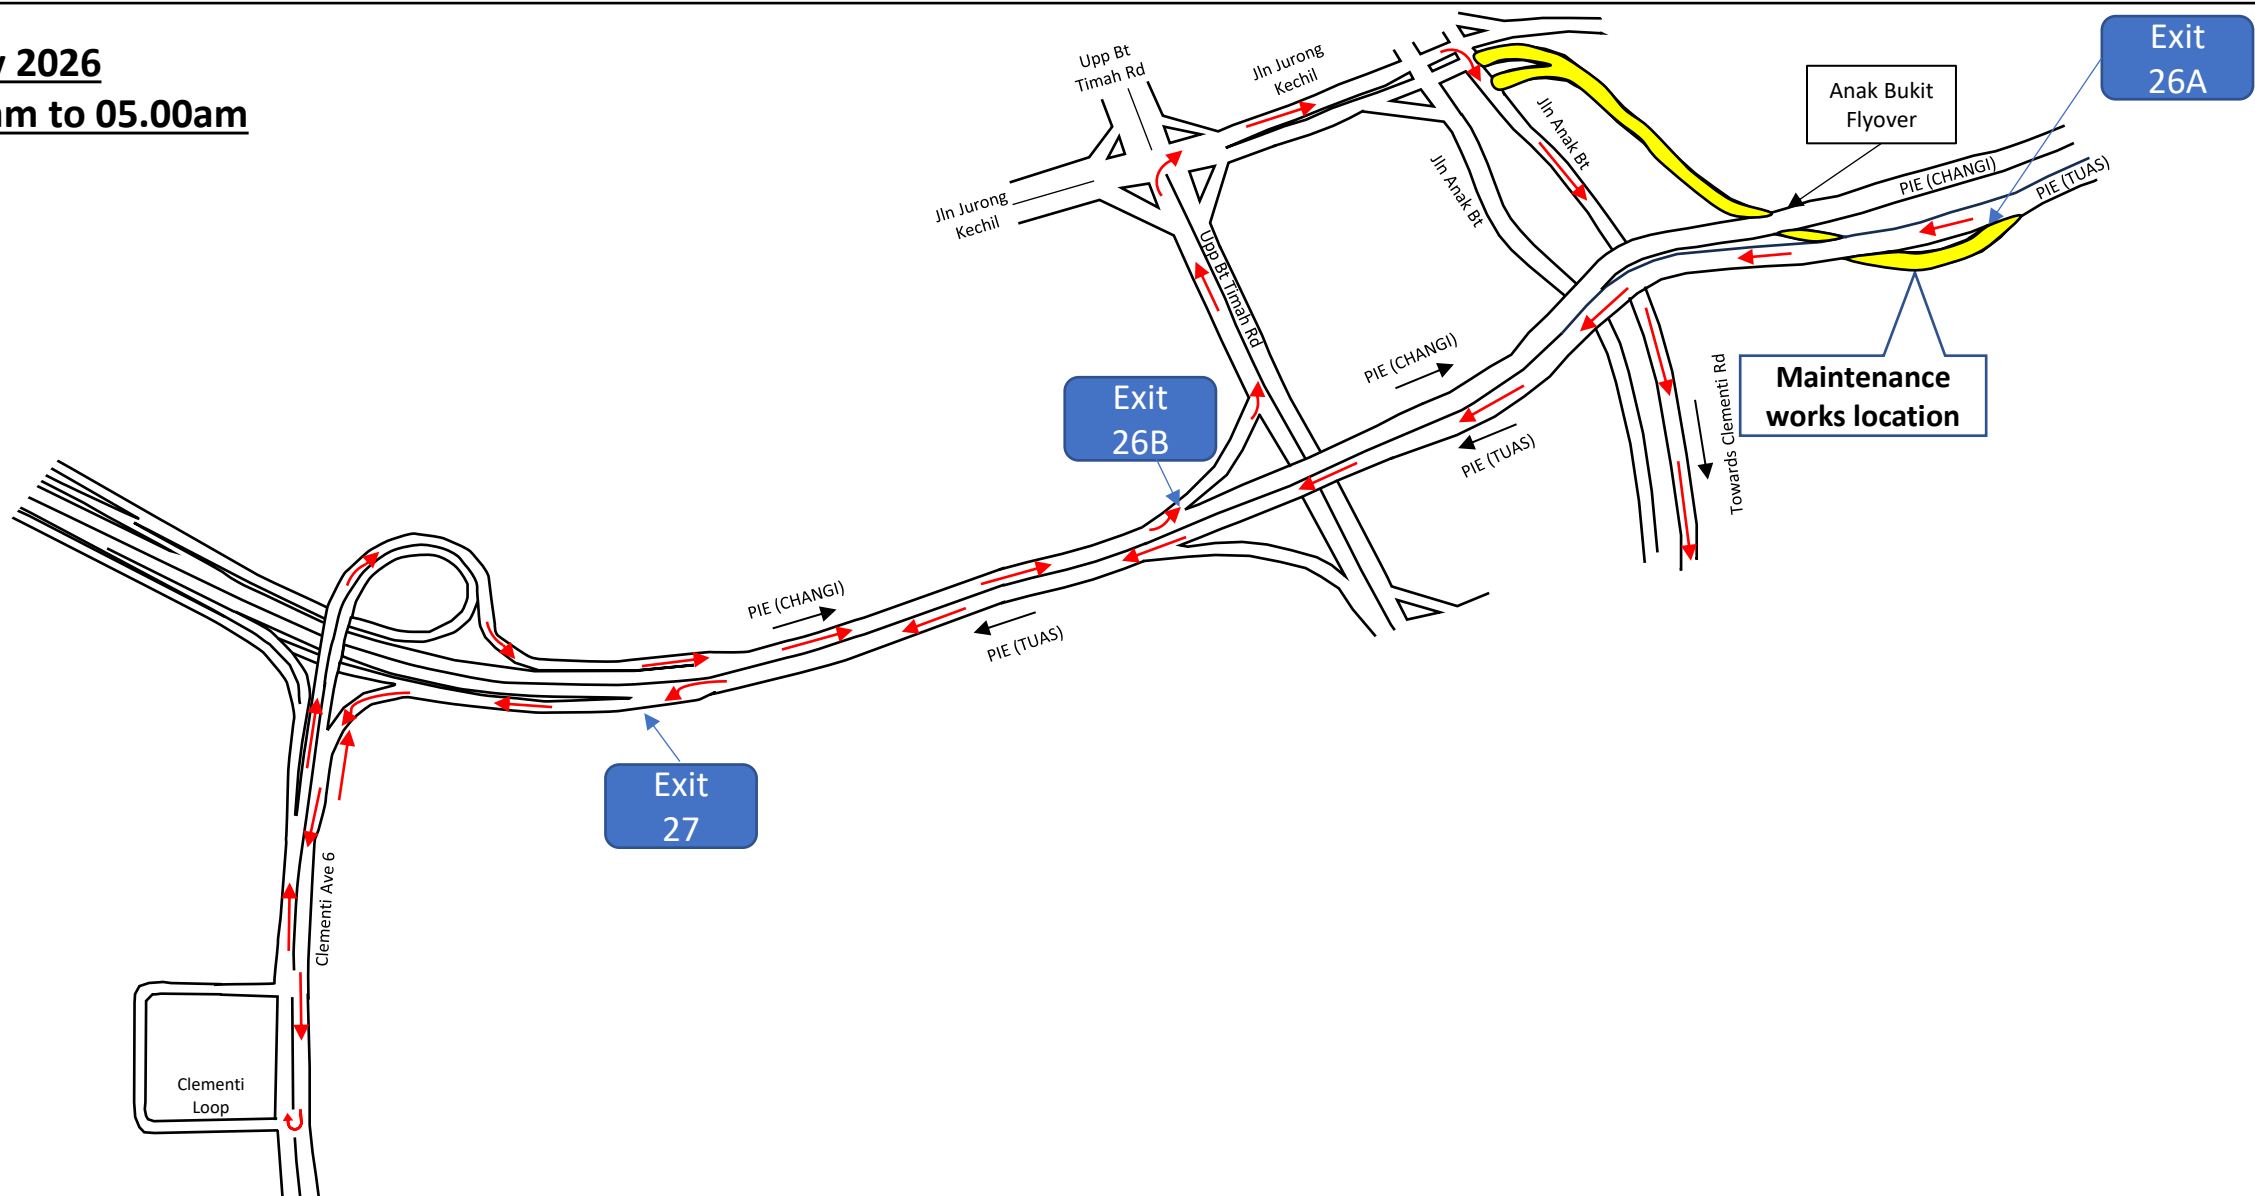 2026
to 05.00am
Exit
26A
Upp Bt
Timah Rd
Jln Jurong
Kechil
Anak Bukit
Flyover
Jln Anak Bt
Jln Anak Bt
PIE (CHANGI)
PIE (TUAS)
Jln Jurong
Kechil
Upp Bt Timah Rd
Maintenance
works location
Towards Clementi Rd
PIE (CHANGI)
PIE (TUAS)
Exit
26B
PIE (CHANGI)
PIE (TUAS)
Exit
27
Clementi Ave 6
Clementi
Loop